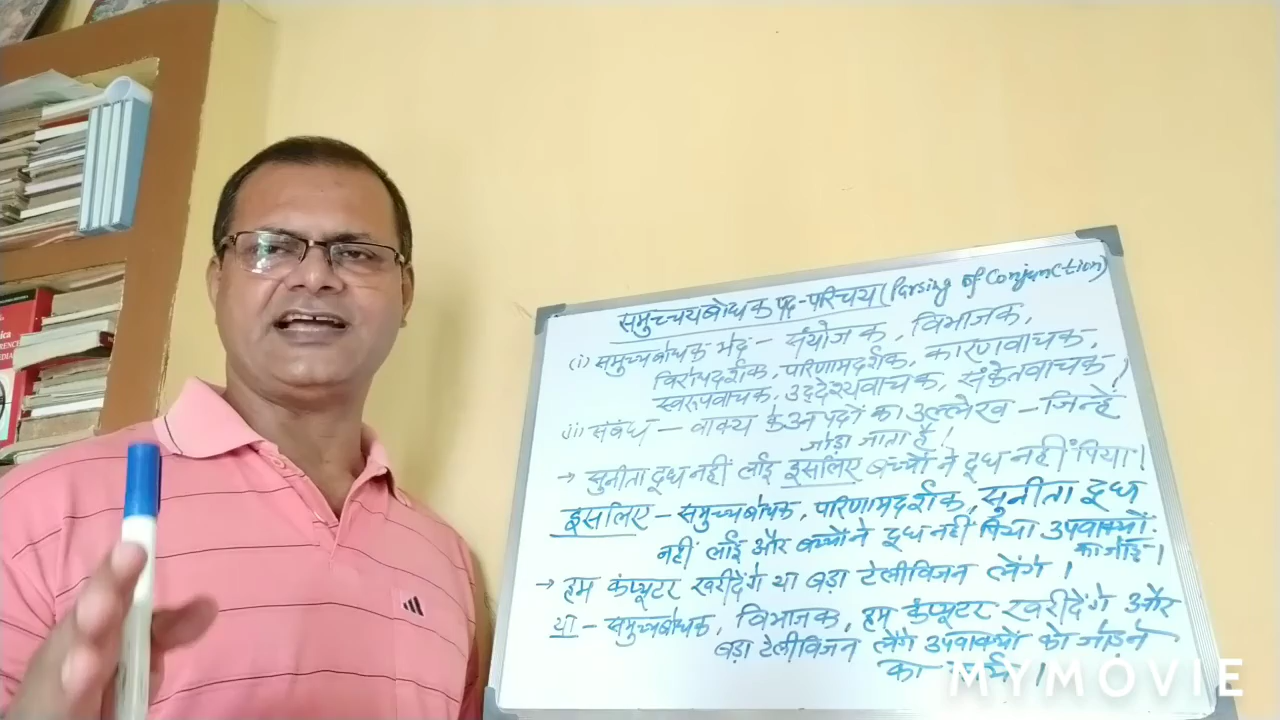 समुच्चयबोधक पद-परिचय (Parsing of Conjunction)
(i) समुच्चबोधक भेद - संयोजक, विभाजक,
विरोधदर्शक, परिणामदर्शक, कारणवाचक,
स्वरूपवाचक, उद्देश्यवाचक, संकेतवाचक।
(ii) संबंध - वाक्य के उन पदों का उल्लेख - जिन्हें
जोड़ा जाता है।
→ सुनीता दूध नहीं लाई इसलिए बच्चों ने दूध नहीं पिया।
इसलिए - समुच्चबोधक, परिणामदर्शक, सुनीता दूध
नहीं लाई और बच्चों ने दूध नहीं पिया उपवाक्यों
का जोड़।
→ हम कंप्यूटर खरीदेंगे या बड़ा टेलीविजन लेंगे।
या - समुच्चबोधक, विभाजक, हम कंप्यूटर खरीदेंगे और
बड़ा टेलीविजन लेंगे उपवाक्यों को जोड़ने
का
MYMOVIE